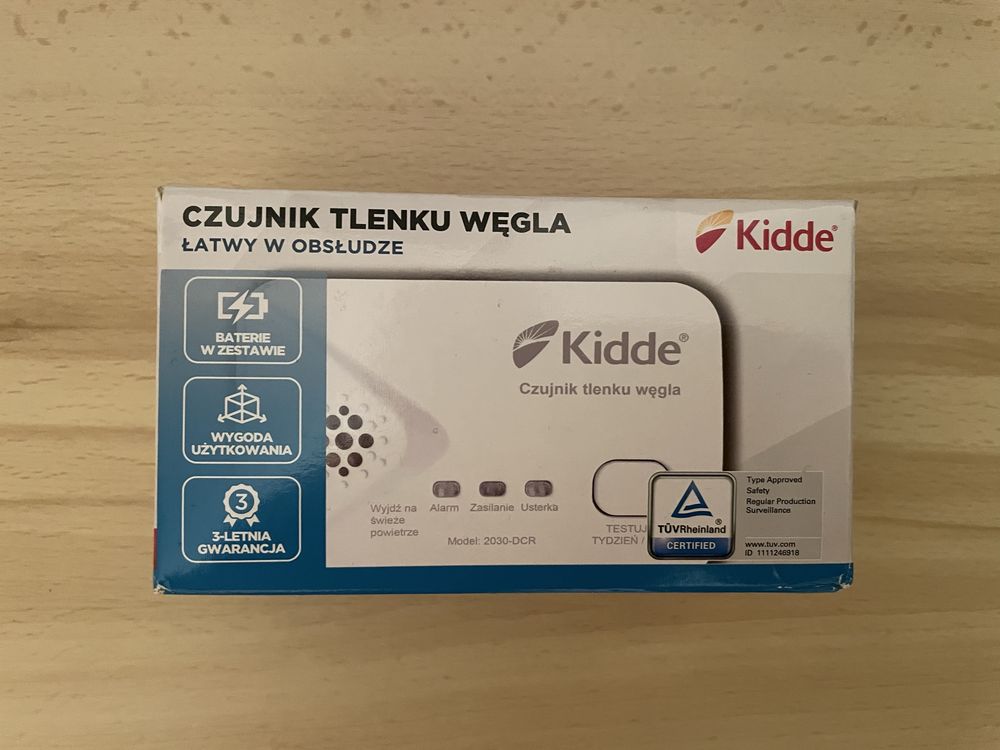 CZUJNIK TLENKU WĘGLA
ŁATWY W OBSŁUDZE
Kidde®
BATERIE
W ZESTAWIE
WYGODA
UŻYTKOWANIA
3
3-LETNIA
GWARANCJA
Kidde®
Czujnik tlenku węgla
Wyjdź na
świeże
powietrze
Alarm Zasilanie Usterka
Model: 2030-DCR
TESTUJ
TYDZIEŃ /
TÜVRheinland®
CERTIFIED
Type Approved
Safety
Regular Production
Surveillance
www.tuv.com
ID 1111246918